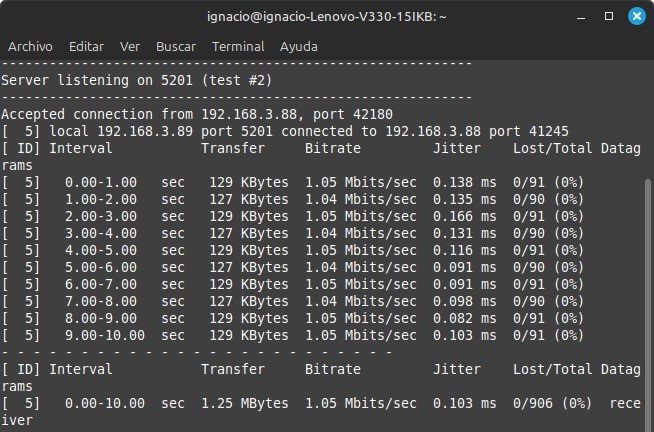 ignacio@ignacio-Lenovo-V330-15IKB: ~
Archivo Editar Ver Buscar Terminal Ayuda
-----------------------------------------------------------
Server listening on 5201 (test #2)
-----------------------------------------------------------
Accepted connection from 192.168.3.88, port 42180
[  5] local 192.168.3.89 port 5201 connected to 192.168.3.88 port 41245
[ ID] Interval           Transfer     Bitrate         Jitter    Lost/Total Datag
rams
[  5]   0.00-1.00   sec   129 KBytes  1.05 Mbits/sec  0.138 ms  0/91 (0%)
[  5]   1.00-2.00   sec   127 KBytes  1.04 Mbits/sec  0.135 ms  0/90 (0%)
[  5]   2.00-3.00   sec   129 KBytes  1.05 Mbits/sec  0.166 ms  0/91 (0%)
[  5]   3.00-4.00   sec   127 KBytes  1.04 Mbits/sec  0.131 ms  0/90 (0%)
[  5]   4.00-5.00   sec   129 KBytes  1.05 Mbits/sec  0.116 ms  0/91 (0%)
[  5]   5.00-6.00   sec   127 KBytes  1.04 Mbits/sec  0.091 ms  0/90 (0%)
[  5]   6.00-7.00   sec   129 KBytes  1.05 Mbits/sec  0.091 ms  0/91 (0%)
[  5]   7.00-8.00   sec   127 KBytes  1.04 Mbits/sec  0.098 ms  0/90 (0%)
[  5]   8.00-9.00   sec   129 KBytes  1.05 Mbits/sec  0.082 ms  0/91 (0%)
[  5]   9.00-10.00  sec   129 KBytes  1.05 Mbits/sec  0.103 ms  0/91 (0%)
- - - - - - - - - - - - - - - - - - - - - - - - -
[ ID] Interval           Transfer     Bitrate         Jitter    Lost/Total Datag
rams
[  5]   0.00-10.00  sec  1.25 MBytes  1.05 Mbits/sec  0.103 ms  0/906 (0%)  rece
iver